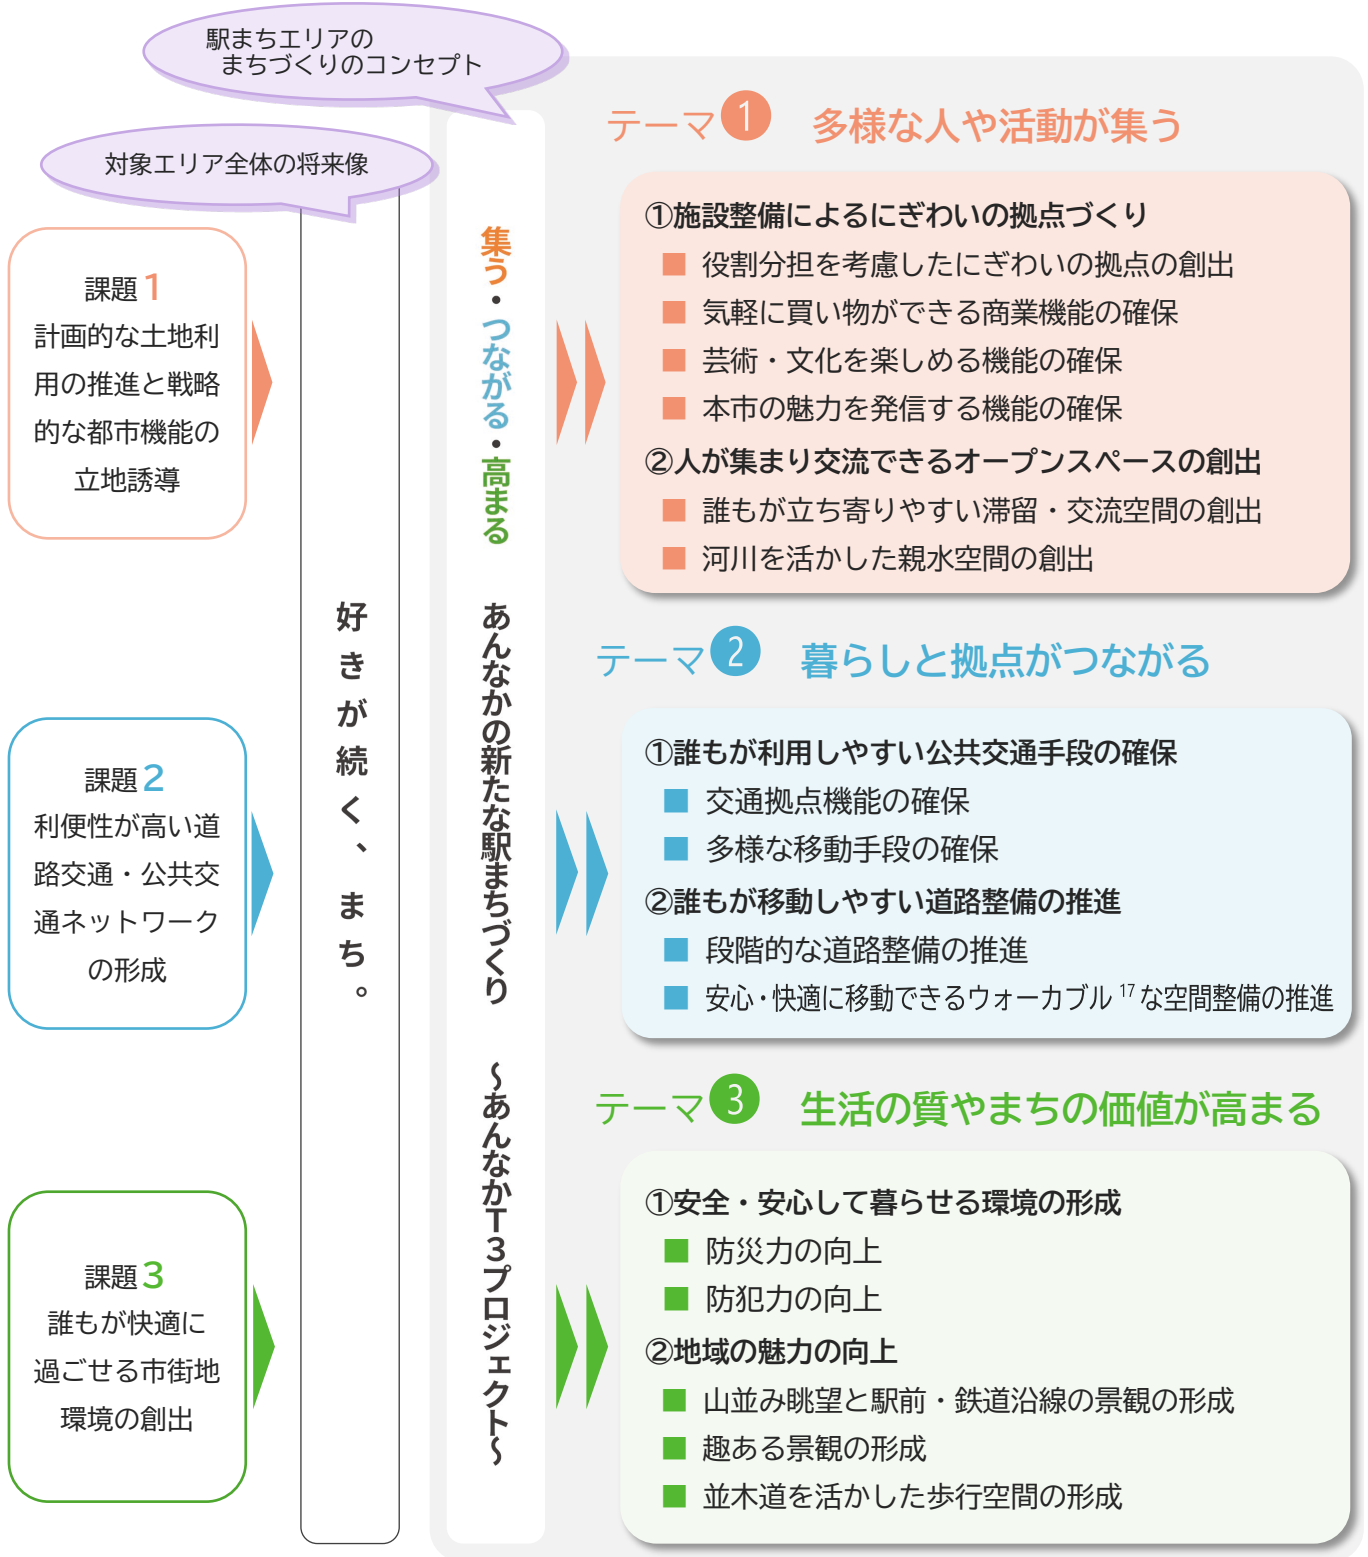 駅まちエリアの
まちづくりのコンセプト
対象エリア全体の将来像
課題1
計画的な土地利
用の推進と戦略
的な都市機能の
立地誘導
課題2
利便性が高い道
路交通・公共交
通ネットワーク
の形成
課題3
誰もが快適に
過ごせる市街地
環境の創出
好きが続く、まち。
集う・つながる・高まる　あんなかの新たな駅まちづくり　～あんなかT3プロジェクト～
テーマ❶　多様な人や活動が集う
①施設整備によるにぎわいの拠点づくり
■ 役割分担を考慮したにぎわいの拠点の創出
■ 気軽に買い物ができる商業機能の確保
■ 芸術・文化を楽しめる機能の確保
■ 本市の魅力を発信する機能の確保
②人が集まり交流できるオープンスペースの創出
■ 誰もが立ち寄りやすい滞留・交流空間の創出
■ 河川を活かした親水空間の創出
テーマ❷　暮らしと拠点がつながる
①誰もが利用しやすい公共交通手段の確保
■ 交通拠点機能の確保
■ 多様な移動手段の確保
②誰もが移動しやすい道路整備の推進
■ 段階的な道路整備の推進
■ 安心・快適に移動できるウォーカブル17な空間整備の推進
テーマ❸　生活の質やまちの価値が高まる
①安全・安心して暮らせる環境の形成
■ 防災力の向上
■ 防犯力の向上
②地域の魅力の向上
■ 山並み眺望と駅前・鉄道沿線の景観の形成
■ 趣ある景観の形成
■ 並木道を活かした歩行空間の形成